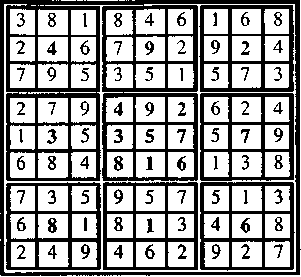 3 8 1 8 4 6 1 6 8
2 4 6 7 9 2 9 2 4
7 9 5 3 5 1 5 7 3
2 7 9 4 9 2 6 2 4
1 3 5 3 5 7 5 7 9
6 8 4 8 1 6 1 3 8
7 3 5 9 5 7 5 1 3
6 8 1 8 1 3 4 6 8
2 4 9 4 6 2 9 2 7